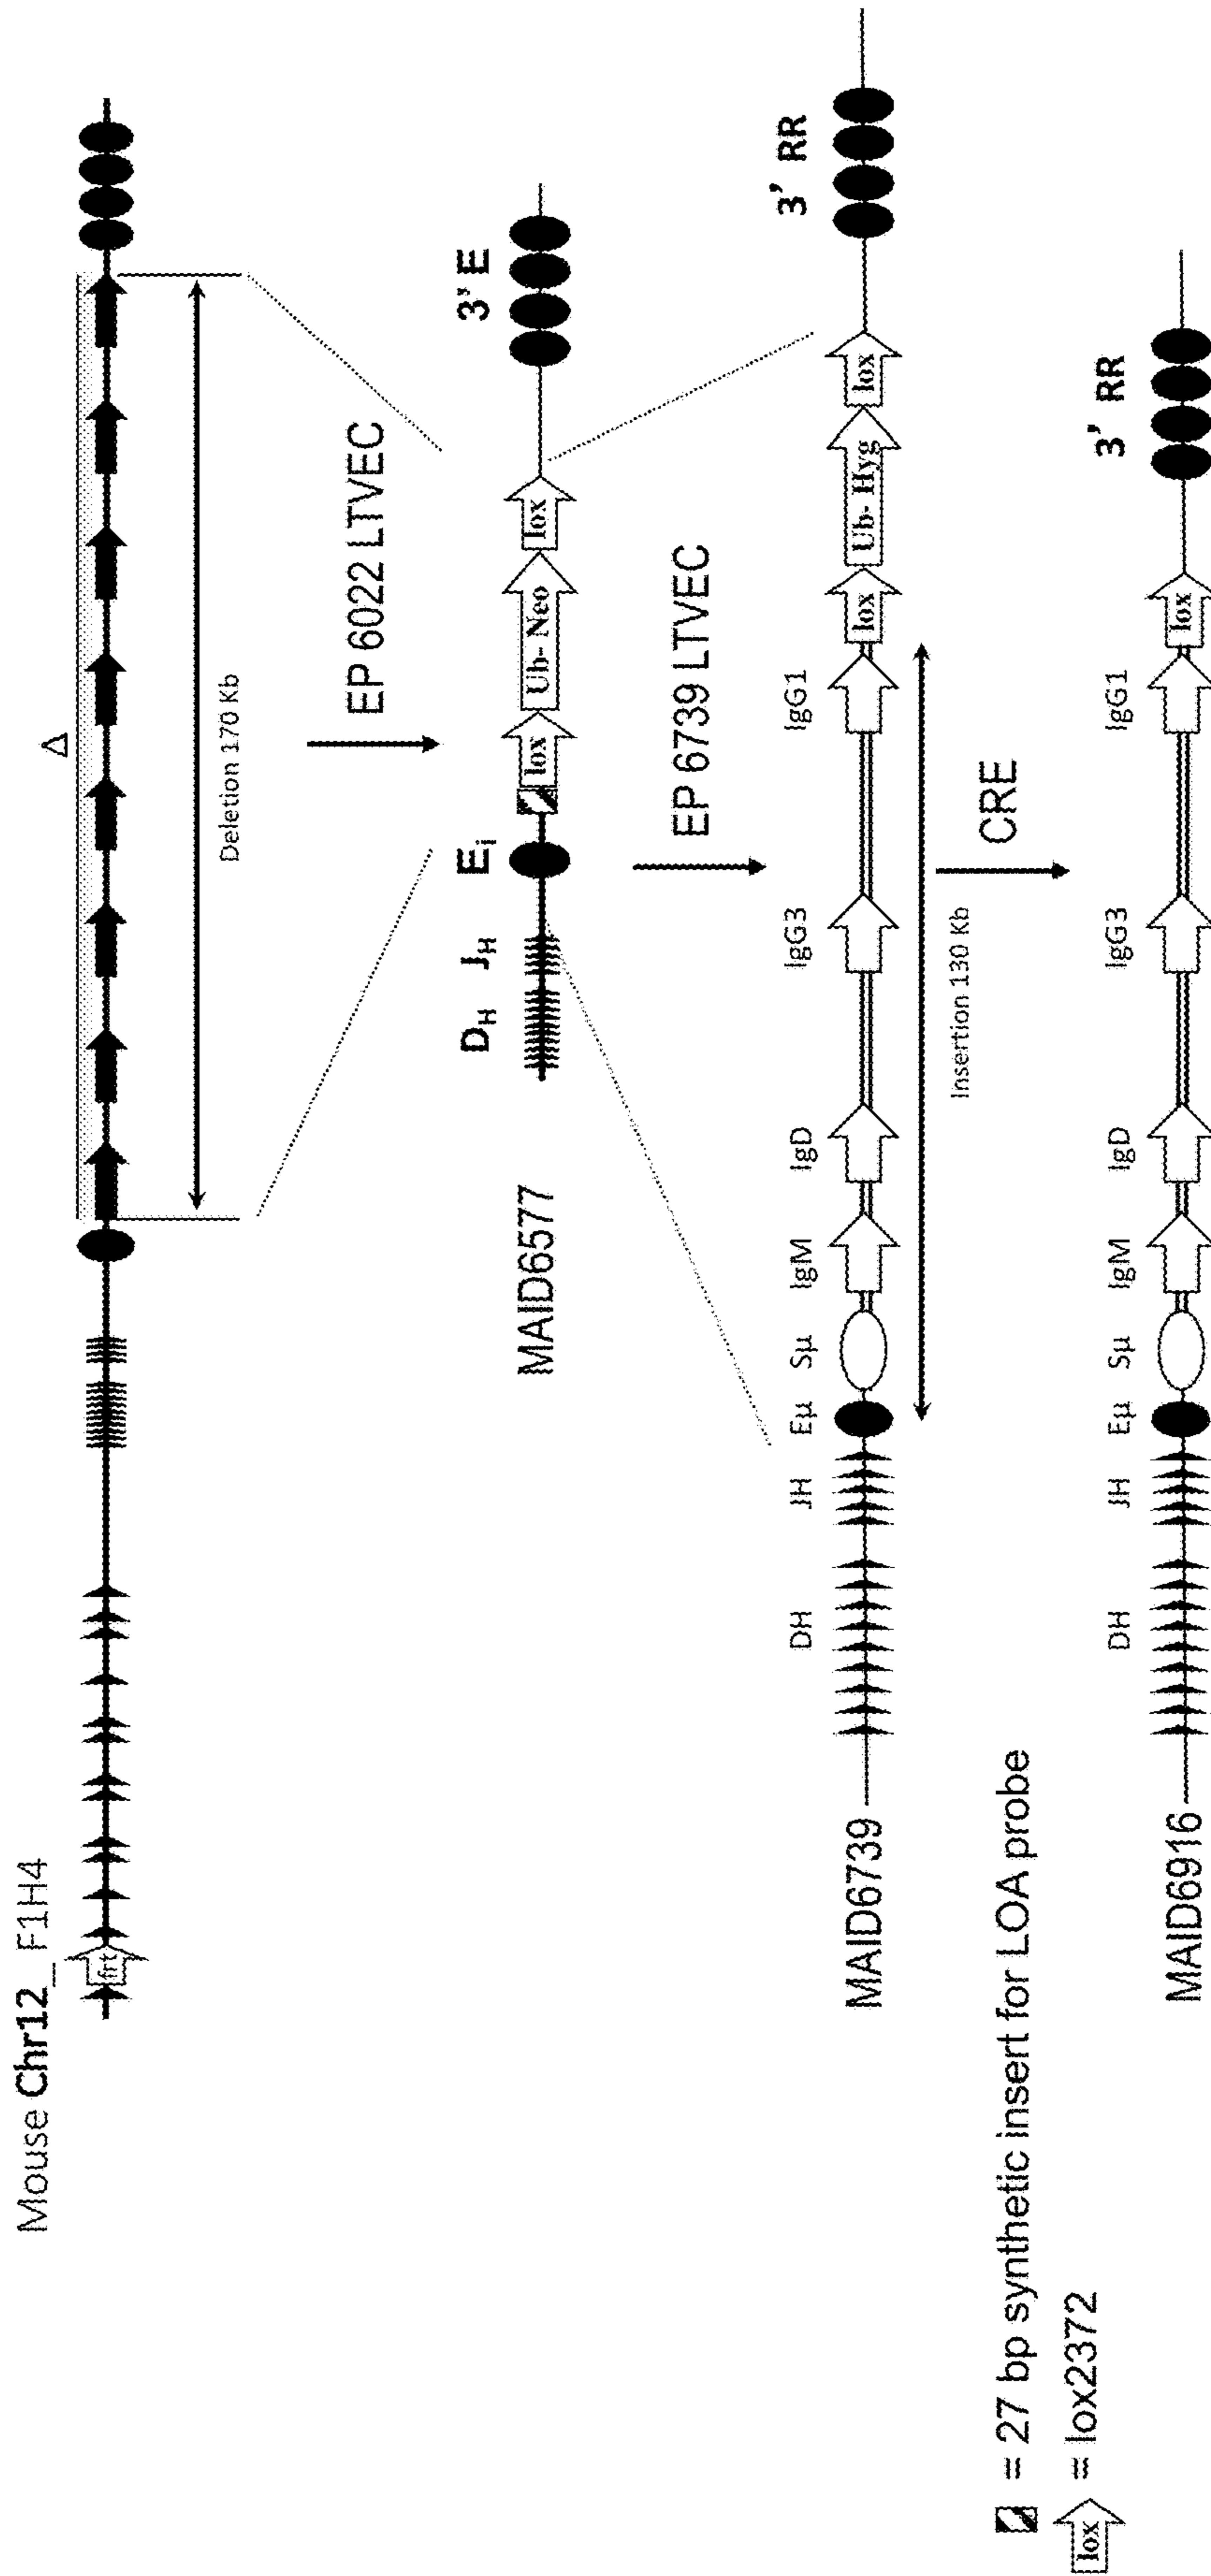 Mouse Chr12_F1H4
frt
Δ
Deletion 170 Kb
EP 6022 LTVEC
MAID6577
DH JH Ei lox Ub- Neo lox 3' E
EP 6739 LTVEC
DH JH Eµ Sµ IgM IgD IgG3 IgG1 3' RR
MAID6739 lox Ub- Hyg lox
Insertion 130 Kb
CRE
= 27 bp synthetic insert for LOA probe
lox = lox2372
DH JH Eµ Sµ IgM IgD IgG3 IgG1 3' RR
MAID6916 lox